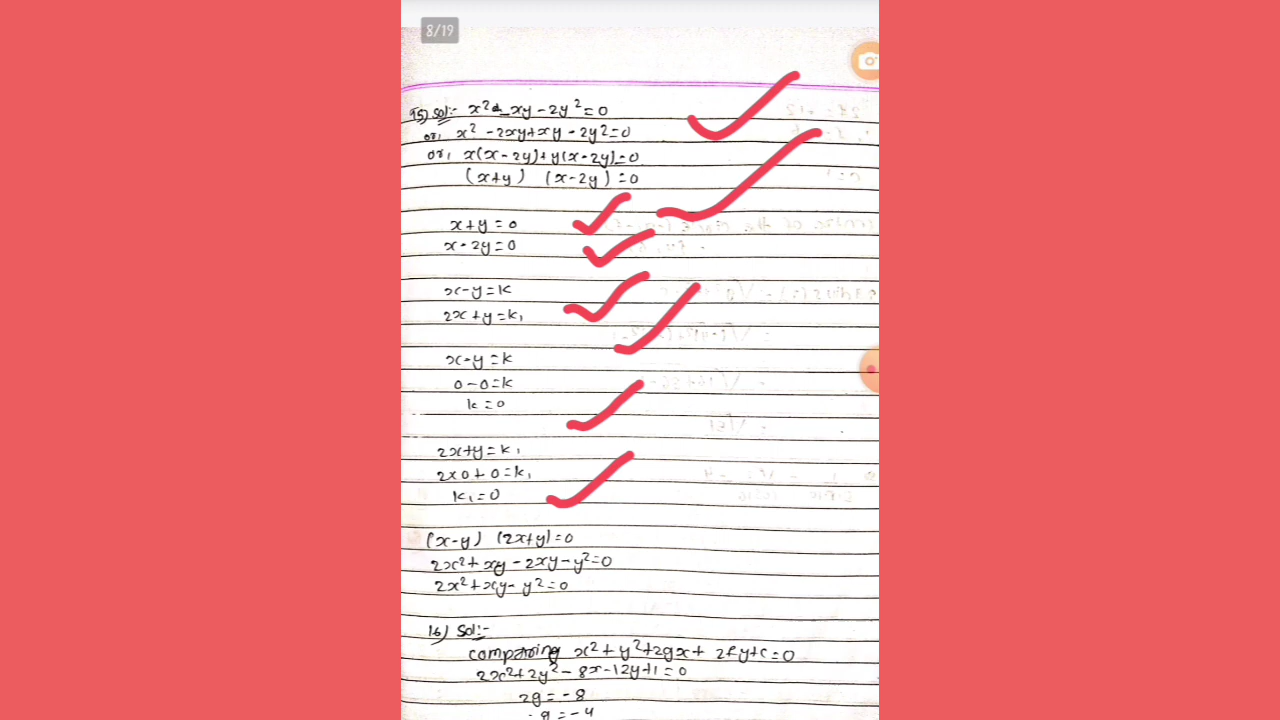 8/19
15) Sol:- x² - xy - 2y² = 0
or, x² - 2xy + xy - 2y² = 0
or, x(x - 2y) + y(x - 2y) = 0
(x+y) (x-2y) = 0
x+y = 0
x-2y = 0
x-y = k
2x+y = k₁
x-y = k
0-0 = k
k = 0
2x+y = k₁
2x0+0 = k₁
k₁ = 0
(x-y) (2x+y) = 0
2x² + xy - 2xy - y² = 0
2x² + xy - y² = 0
16) Sol:-
comparing x² + y² + 2gx + 2fy + c = 0
2x² + 2y² - 8x - 12y + 1 = 0
2g = -8
g = -4